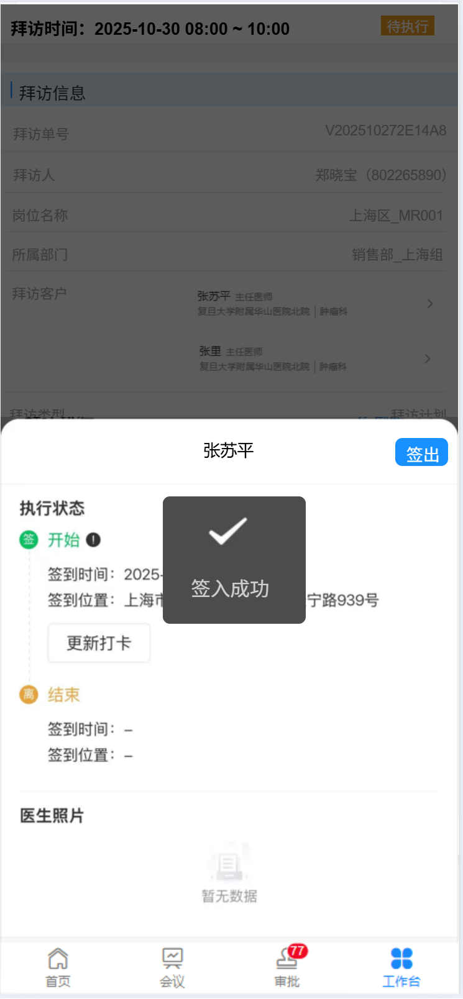 拜访时间：2025-10-30 08:00 ~ 10:00 待执行
拜访信息
拜访单号 V202510272E14A8
拜访人 郑晓宝（802265890）
岗位名称 上海区_MR001
所属部门 销售部_上海组
拜访客户 张苏平 主任医师
复旦大学附属华山医院北院 | 肿瘤科
张里 主任医师
复旦大学附属华山医院北院 | 肿瘤科
拜访类型 拜访计划
张苏平 签出
执行状态
签 开始 !
签到时间：2025-
签到位置：上海市 宁路939号
签入成功
更新打卡
离 结束
签到时间：–
签到位置：–
医生照片
暂无数据
77
首页 会议 审批 工作台